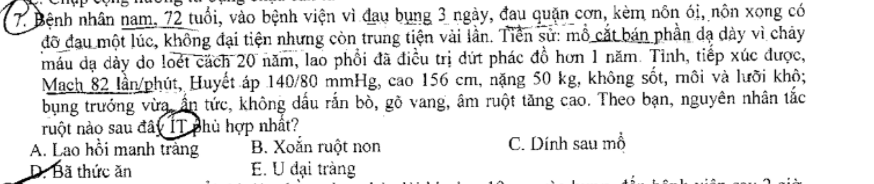 7. Bệnh nhân nam, 72 tuổi, vào bệnh viện vì đau bụng 3 ngày, đau quặn cơn, kèm nôn ói, nôn xong có
đỡ đau một lúc, không đại tiện nhưng còn trung tiện vài lần. Tiền sử: mổ cắt bán phần dạ dày vì chảy
máu dạ dày do loét cách 20 năm, lao phổi đã điều trị dứt phác đồ hơn 1 năm. Tỉnh, tiếp xúc được,
Mạch 82 lần/phút, Huyết áp 140/80 mmHg, cao 156 cm, nặng 50 kg, không sốt, môi và lưỡi khô;
bụng trướng vừa, ấn tức, không dấu rắn bò, gõ vang, âm ruột tăng cao. Theo bạn, nguyên nhân tắc
ruột nào sau đây ÍT phù hợp nhất?
A. Lao hồi manh tràng B. Xoắn ruột non C. Dính sau mổ
D. Bã thức ăn E. U đại tràng